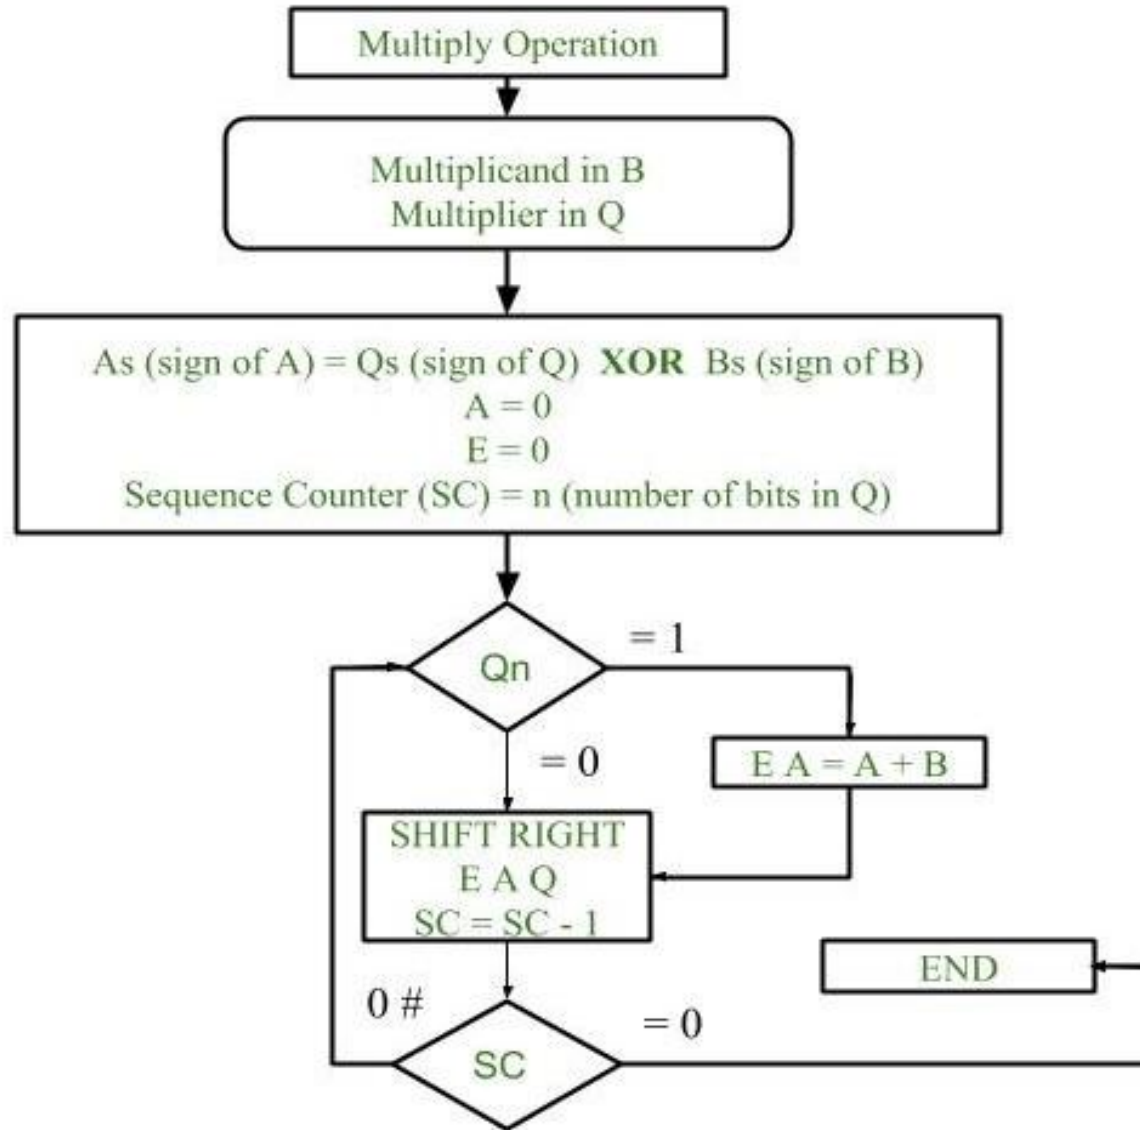 Multiply Operation
Multiplicand in B
Multiplier in Q
As (sign of A) = Qs (sign of Q) XOR Bs (sign of B)
A = 0
E = 0
Sequence Counter (SC) = n (number of bits in Q)
Qn
= 1
= 0
E A = A + B
SHIFT RIGHT
E A Q
SC = SC - 1
END
0 #
= 0
SC